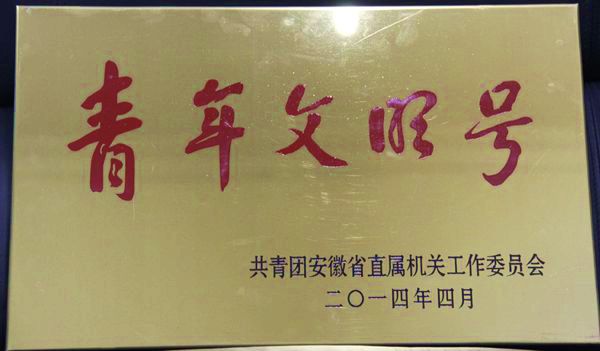 青年文明号
共青团安徽省直属机关工作委员会
二〇一四年四月